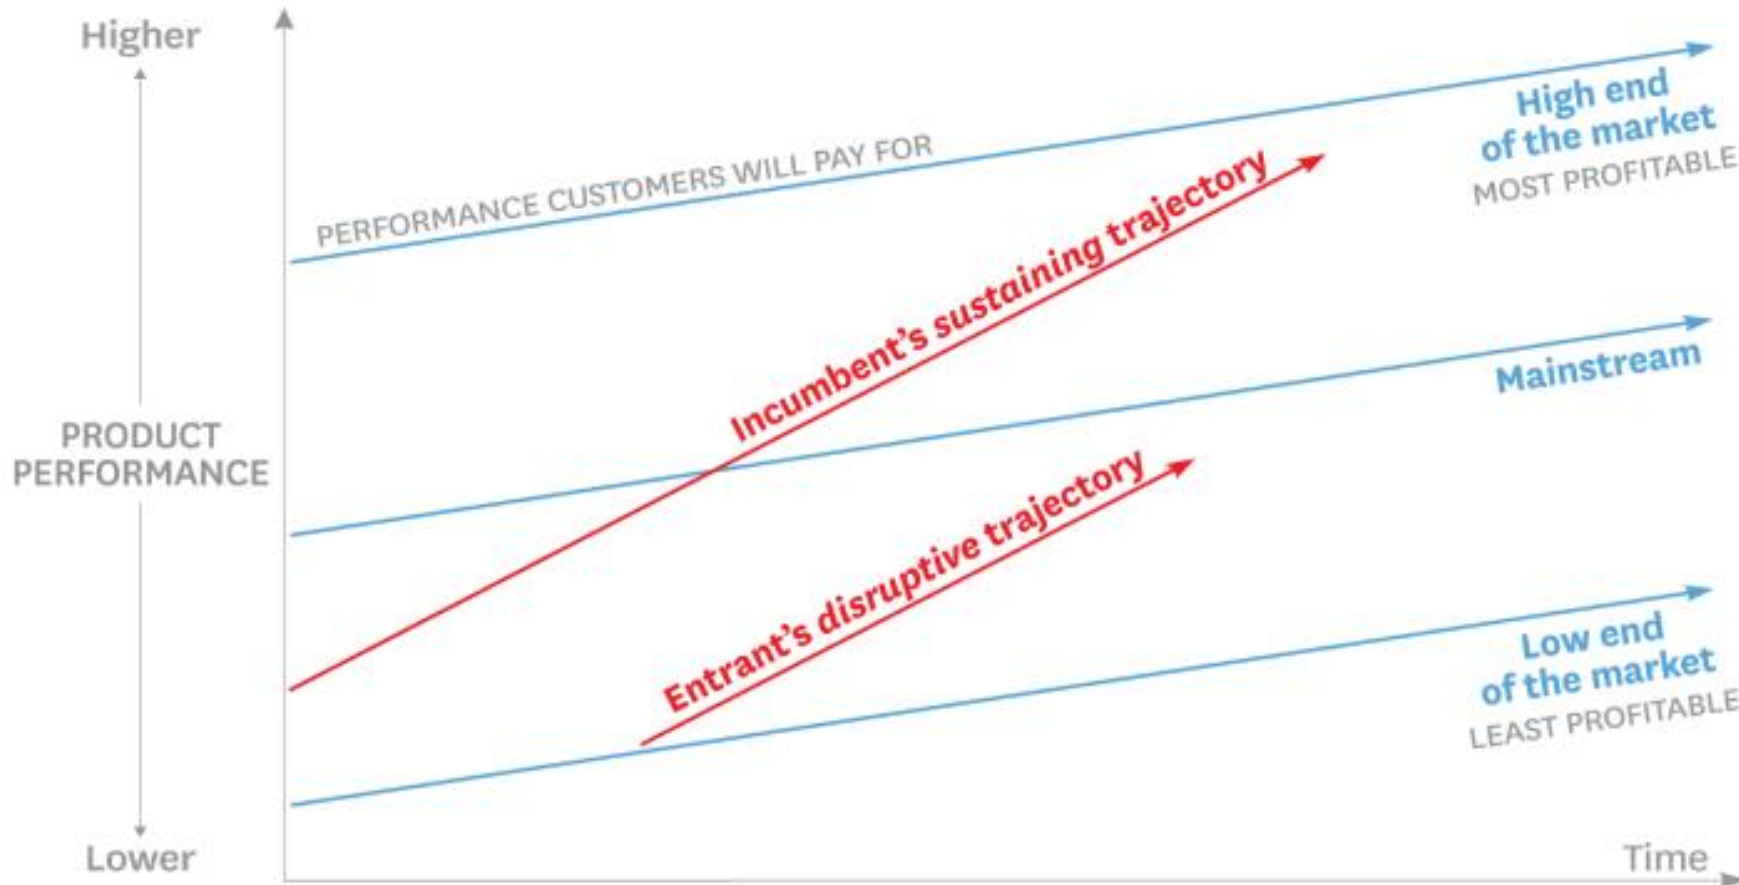 Higher
PERFORMANCE CUSTOMERS WILL PAY FOR
High end
of the market
MOST PROFITABLE
Incumbent’s sustaining trajectory
Mainstream
PRODUCT
PERFORMANCE
Entrant’s disruptive trajectory
Low end
of the market
LEAST PROFITABLE
Lower
Time